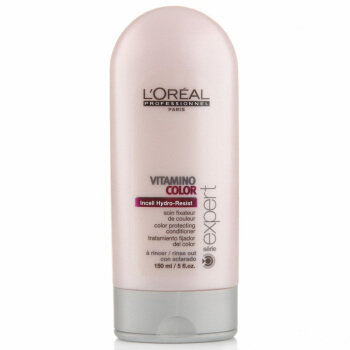 L'ORÉAL
PROFESSIONNEL
PARIS
VITAMINO
COLOR
Incell Hydro-Resist
soin fixateur
de couleur
color protecting
conditioner
tratamiento fijador
del color
à rincer / rinse out
con aclarado
150 ml / 5 fl.oz.
série
expert